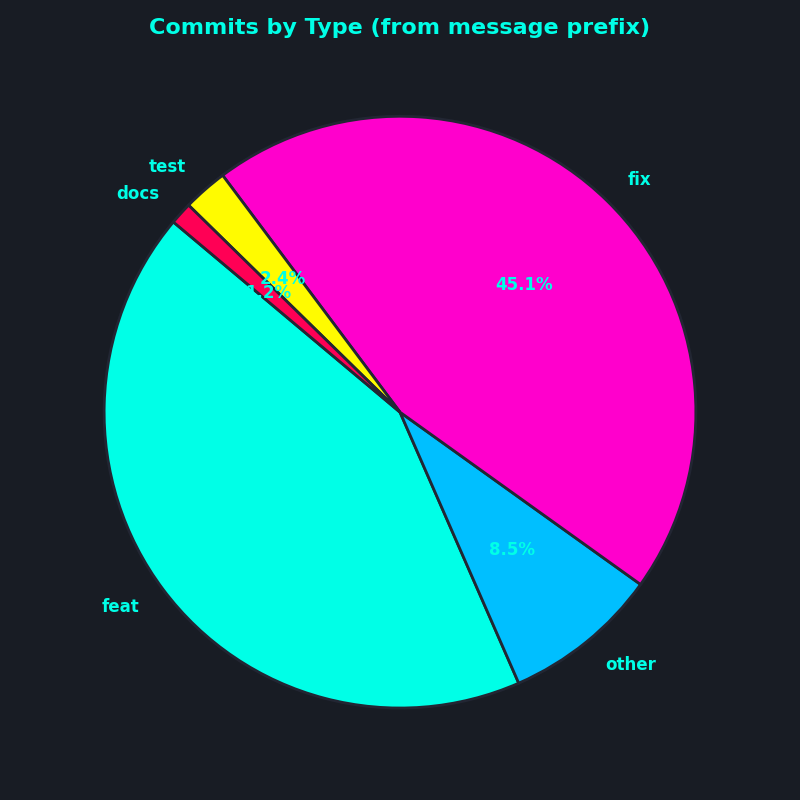 Commits by Type (from message prefix)
test
docs
fix
2.4%
1.2%
45.1%
8.5%
feat
other